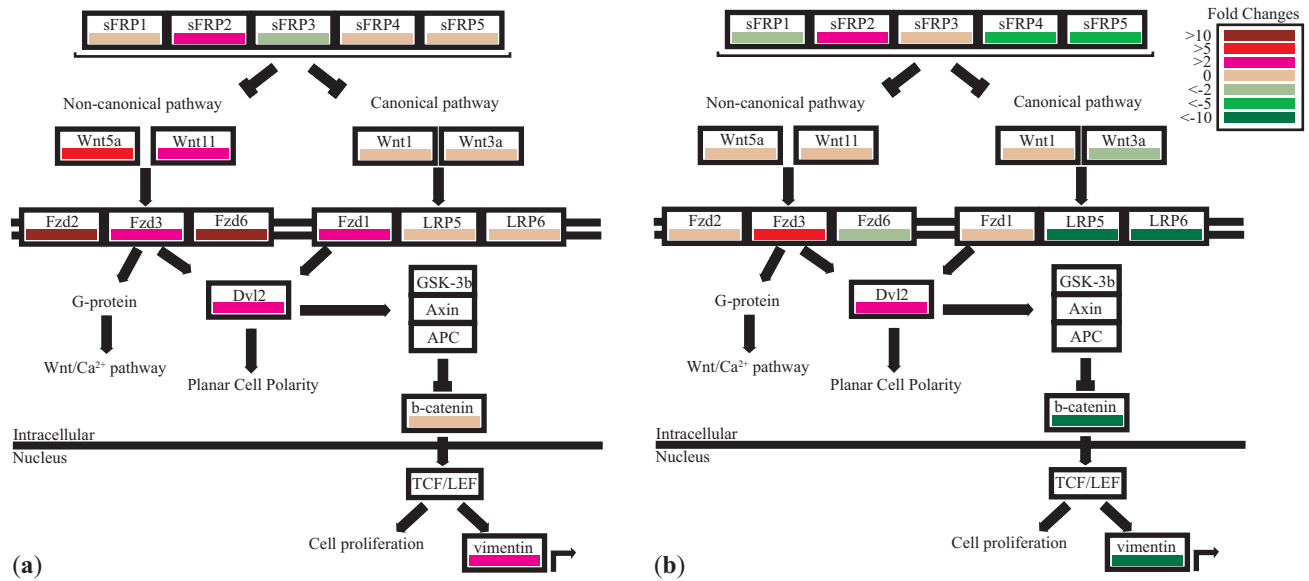 sFRP1 sFRP2 sFRP3 sFRP4 sFRP5
Non-canonical pathway
Canonical pathway
Wnt5a Wnt11
Wnt1 Wnt3a
Fzd2 Fzd3 Fzd6
Fzd1 LRP5 LRP6
G-protein
Wnt/Ca²⁺ pathway
Dvl2
Planar Cell Polarity
GSK-3b
Axin
APC
b-catenin
Intracellular
Nucleus
TCF/LEF
Cell proliferation
vimentin
(a)
sFRP1 sFRP2 sFRP3 sFRP4 sFRP5
Non-canonical pathway
Canonical pathway
Wnt5a Wnt11
Wnt1 Wnt3a
Fzd2 Fzd3 Fzd6
Fzd1 LRP5 LRP6
G-protein
Wnt/Ca²⁺ pathway
Dvl2
Planar Cell Polarity
GSK-3b
Axin
APC
b-catenin
Intracellular
Nucleus
TCF/LEF
Cell proliferation
vimentin
(b)
Fold Changes
>10
>5
>2
0
<-2
<-5
<-10